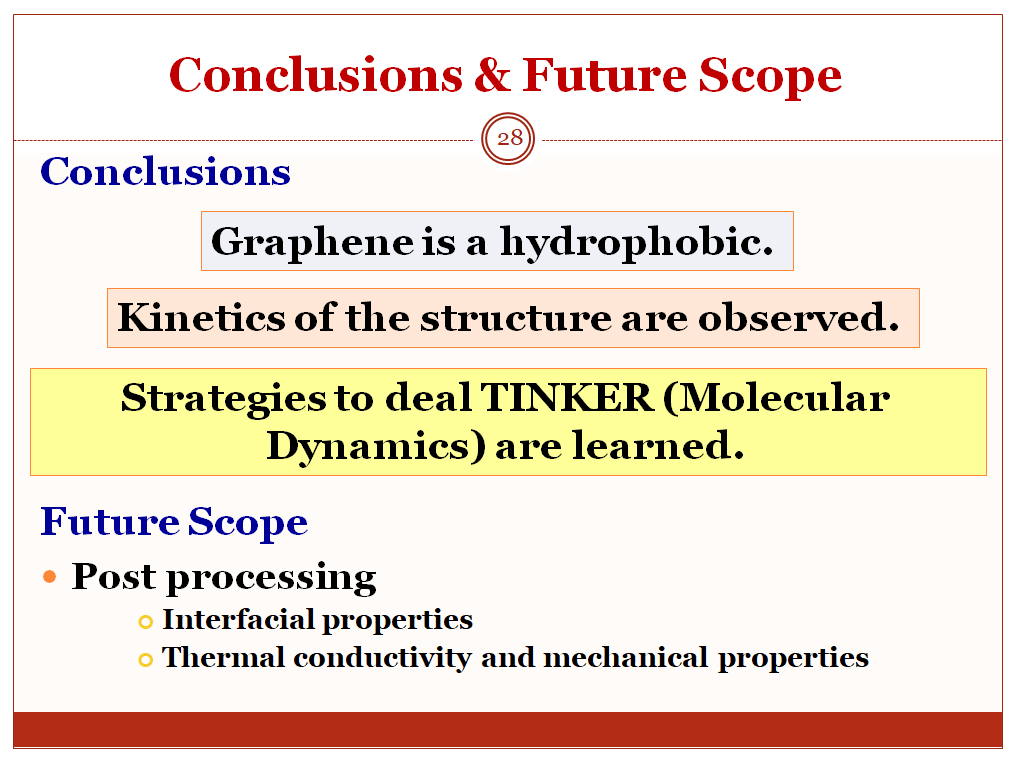 Conclusions & Future Scope
28
Conclusions
Graphene is a hydrophobic.
Kinetics of the structure are observed.
Strategies to deal TINKER (Molecular
Dynamics) are learned.
Future Scope
Post processing
Interfacial properties
Thermal conductivity and mechanical properties